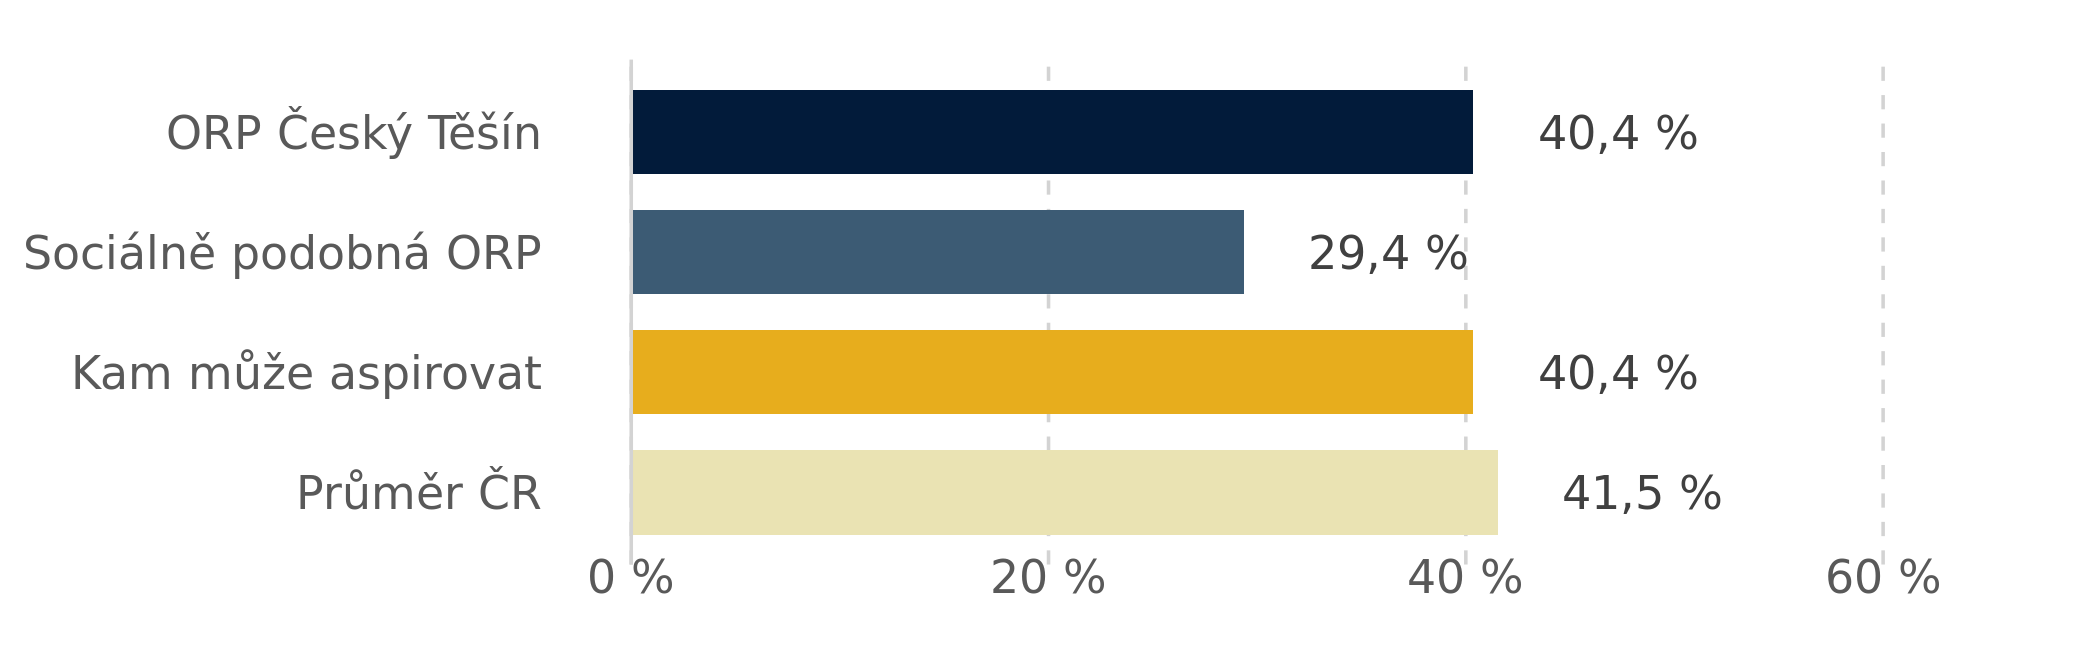 ORP Český Těšín 40,4 %
Sociálně podobná ORP 29,4 %
Kam může aspirovat 40,4 %
Průměr ČR 41,5 %
0 % 20 % 40 % 60 %